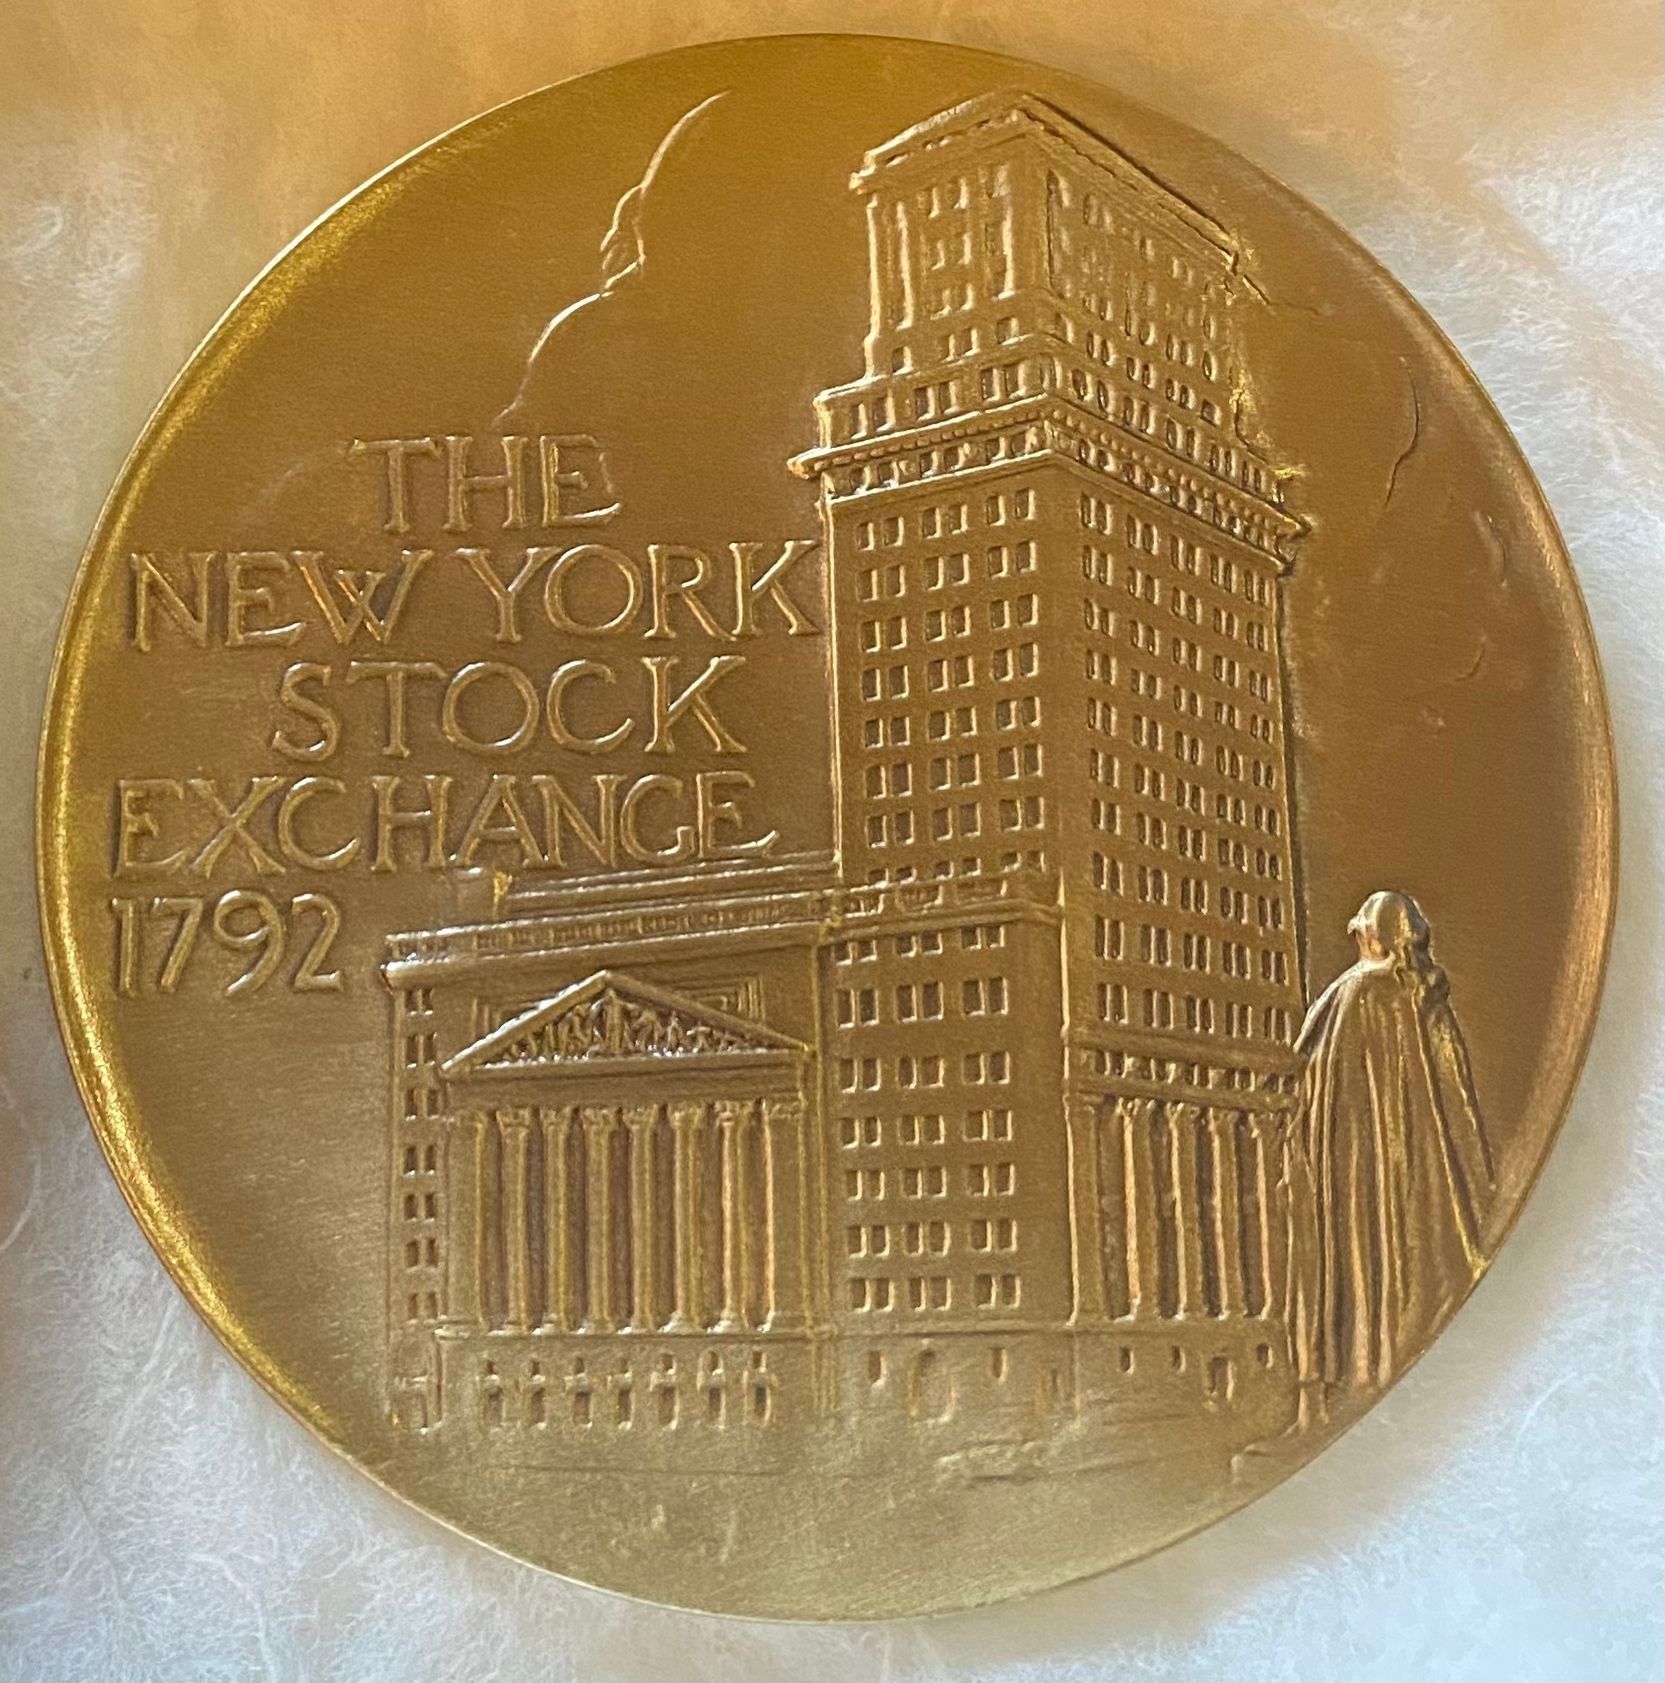 THE
NEW YORK
STOCK
EXCHANGE
1792